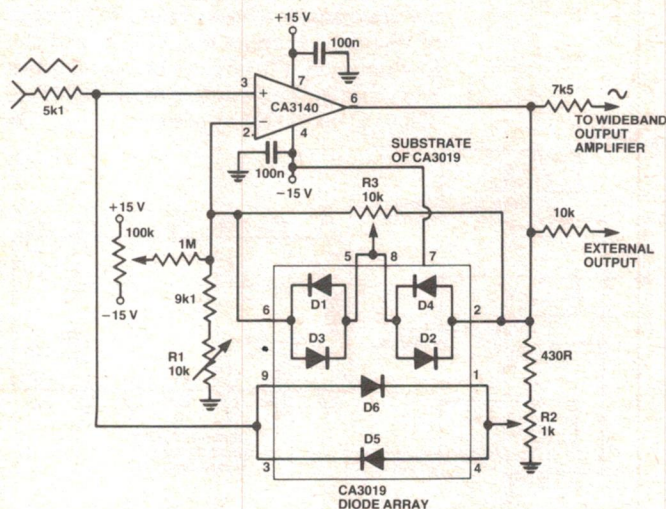 +15 V
100n
7
3
+
CA3140
6
5k1
2
−
4
7k5
TO WIDEBAND
OUTPUT
AMPLIFIER
100n
−15 V
SUBSTRATE
OF CA3019
R3
10k
+15 V
100k
1M
10k
EXTERNAL
OUTPUT
−15 V
9k1
5
8
7
6
D1
D3
D4
D2
2
R1
10k
430R
9
D6
1
R2
1k
3
D5
4
CA3019
DIODE ARRAY